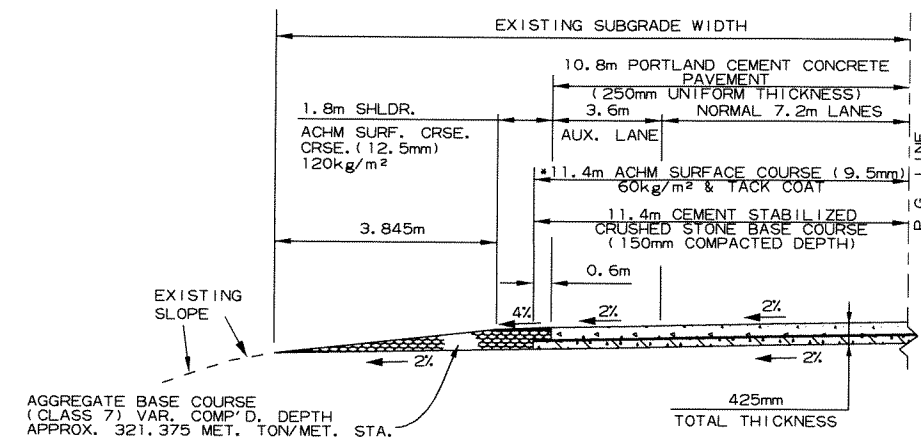 EXISTING SUBGRADE WIDTH
10.8m PORTLAND CEMENT CONCRETE
PAVEMENT
(250mm UNIFORM THICKNESS)
1.8m SHLDR.
3.6m
NORMAL 7.2m LANES
ACHM SURF. CRSE.
CRSE.(12.5mm)
120kg/m²
AUX. LANE
*11.4m ACHM SURFACE COURSE (9.5mm)
60kg/m² & TACK COAT
11.4m CEMENT STABILIZED
CRUSHED STONE BASE COURSE
(150mm COMPACTED DEPTH)
3.845m
0.6m
P.G. LINE
EXISTING
SLOPE
4%
2%
2%
2%
2%
AGGREGATE BASE COURSE
(CLASS 7) VAR. COMP'D. DEPTH
APPROX. 321.375 MET. TON/MET. STA.
425mm
TOTAL THICKNESS